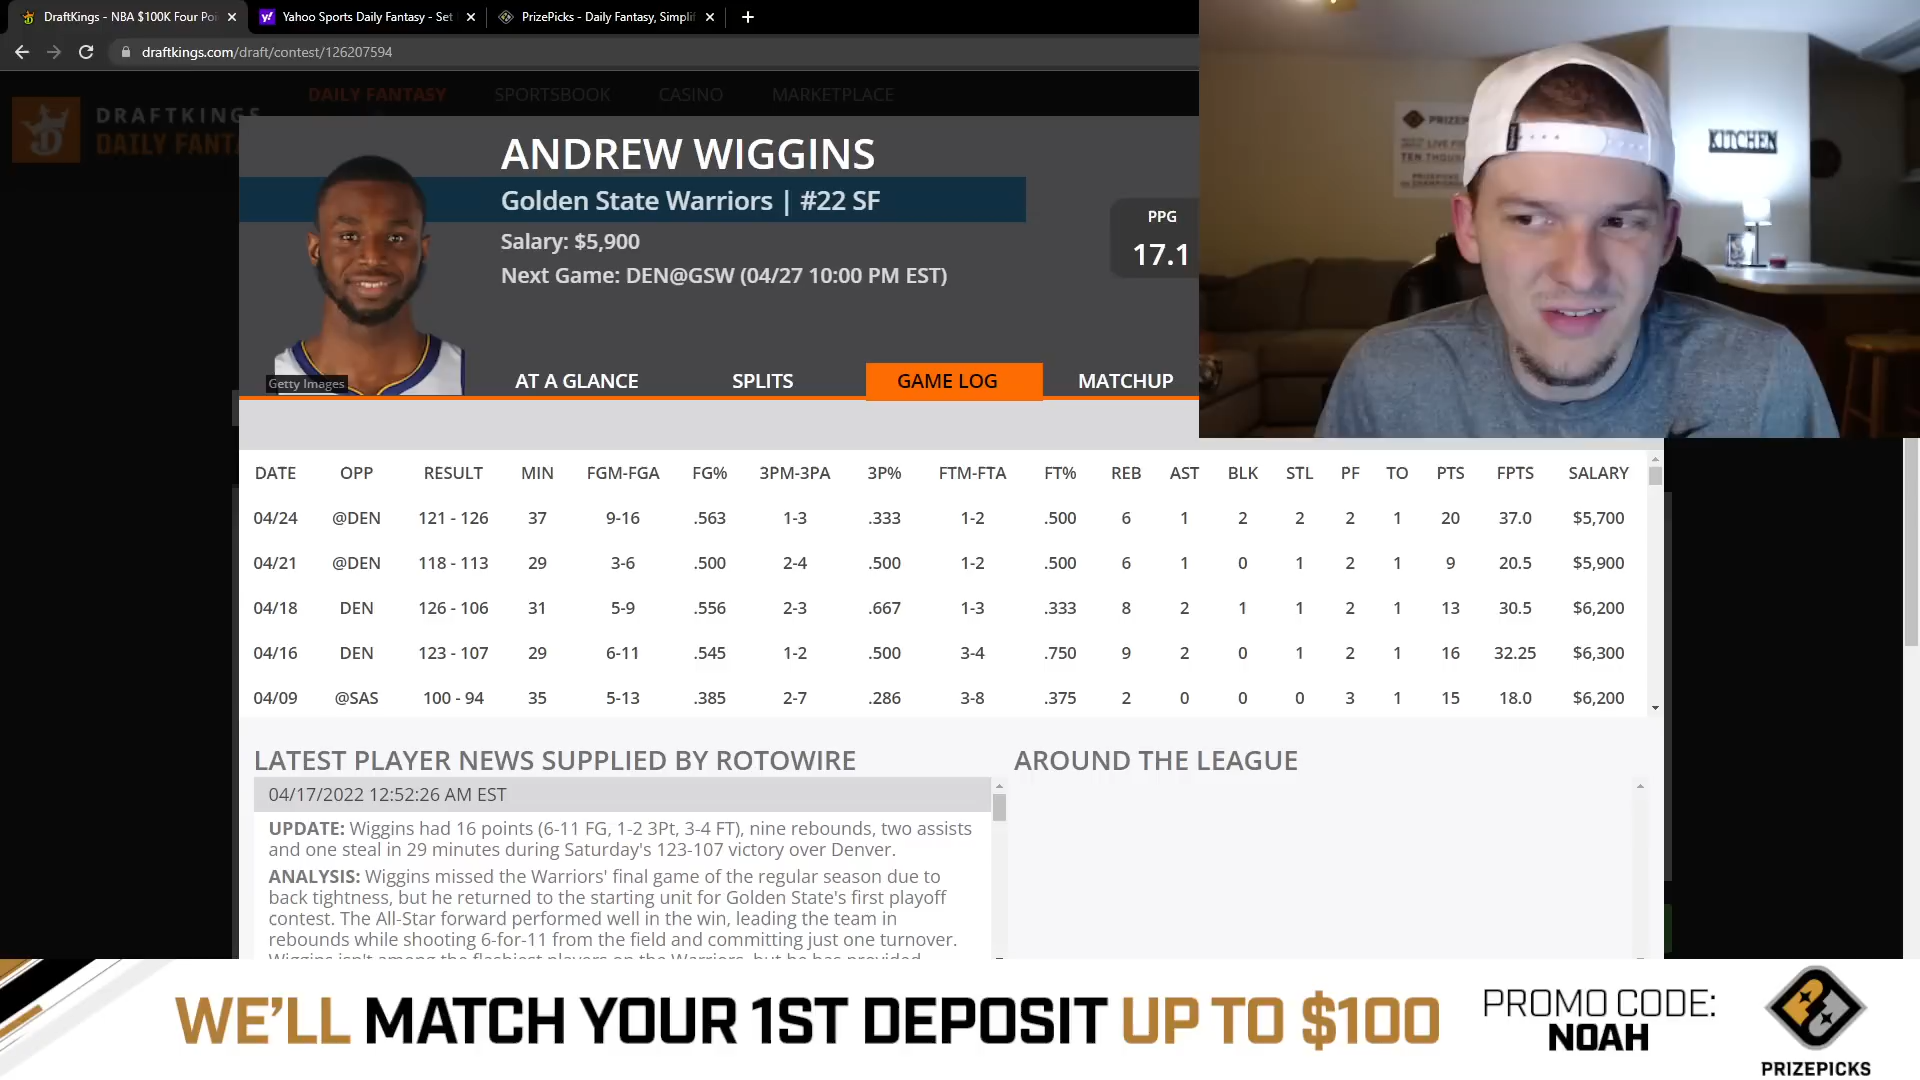 DraftKings - NBA $100K Four Poi
Yahoo Sports Daily Fantasy - Set
PrizePicks - Daily Fantasy, Simplif
draftkings.com/draft/contest/126207594
DAILY FANTASY SPORTSBOOK CASINO MARKETPLACE
DRAFTKINGS
DAILY FANTA
ANDREW WIGGINS
Golden State Warriors | #22 SF
Salary: $5,900
Next Game: DEN@GSW (04/27 10:00 PM EST)
PPG
17.1
Getty Images
AT A GLANCE SPLITS GAME LOG MATCHUP
KITCHEN
DATE OPP RESULT MIN FGM-FGA FG% 3PM-3PA 3P% FTM-FTA FT% REB AST BLK STL PF TO PTS FPTS SALARY
04/24 @DEN 121 - 126 37 9-16 .563 1-3 .333 1-2 .500 6 1 2 2 2 1 20 37.0 $5,700
04/21 @DEN 118 - 113 29 3-6 .500 2-4 .500 1-2 .500 6 1 0 1 2 1 9 20.5 $5,900
04/18 DEN 126 - 106 31 5-9 .556 2-3 .667 1-3 .333 8 2 1 1 2 1 13 30.5 $6,200
04/16 DEN 123 - 107 29 6-11 .545 1-2 .500 3-4 .750 9 2 0 1 2 1 16 32.25 $6,300
04/09 @SAS 100 - 94 35 5-13 .385 2-7 .286 3-8 .375 2 0 0 0 3 1 15 18.0 $6,200
LATEST PLAYER NEWS SUPPLIED BY ROTOWIRE
AROUND THE LEAGUE
04/17/2022 12:52:26 AM EST
UPDATE: Wiggins had 16 points (6-11 FG, 1-2 3Pt, 3-4 FT), nine rebounds, two assists
and one steal in 29 minutes during Saturday's 123-107 victory over Denver.
ANALYSIS: Wiggins missed the Warriors' final game of the regular season due to
back tightness, but he returned to the starting unit for Golden State's first playoff
contest. The All-Star forward performed well in the win, leading the team in
rebounds while shooting 6-for-11 from the field and committing just one turnover.
Wiggins isn't among the flashiest players on the Warriors, but he has provided
WE'LL MATCH YOUR 1ST DEPOSIT UP TO $100
PROMO CODE:
NOAH
PRIZEPICKS